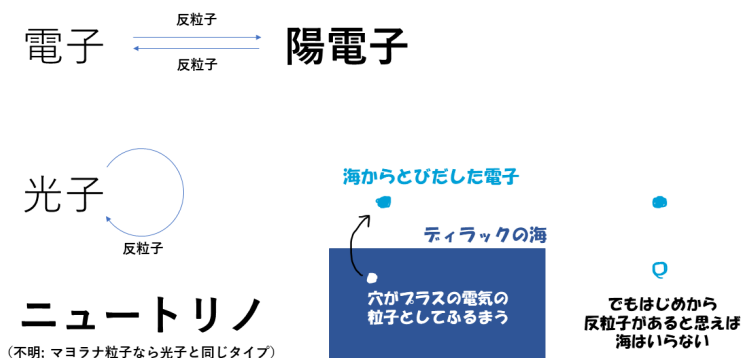 反粒子
電子
陽電子
反粒子
光子
反粒子
ニュートリノ
(不明: マヨラナ粒子なら光子と同じタイプ)
海からとびだした電子
ディラックの海
穴がプラスの電気の
粒子としてふるまう
でもはじめから
反粒子があると思えば
海はいらない